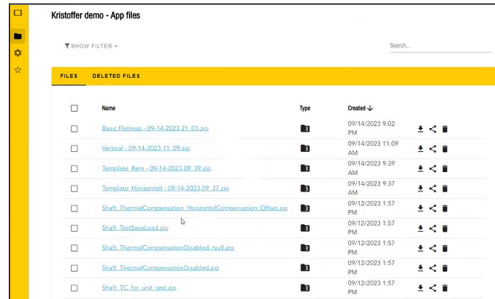 Kristoffer demo - App files
SHOW FILTER
Search...
FILES DELETED FILES
Name Type Created
Basic Flatness - 09-14-2023 21_01.zip 09/14/2023 9:02 PM
Versical - 09-14-2023 11_09.zip 09/14/2023 11:09 AM
Template_Rem - 09-14-2023 09_39.zip 09/14/2023 9:39 AM
Template_Horisontell - 09-14-2023 09_37.zip 09/14/2023 9:37 AM
Shaft_ThermalCompensation_HorizontalCompensation_Offset.zip 09/12/2023 1:57 PM
Shaft_TestSaveLoad.zip 09/12/2023 1:57 PM
Shaft_ThermalCompensationDisabled_rev0.zip 09/12/2023 1:57 PM
Shaft_ThermalCompensationDisabled.zip 09/12/2023 1:57 PM
Shaft_TC_for_unit_test.zip 09/12/2023 1:57 PM